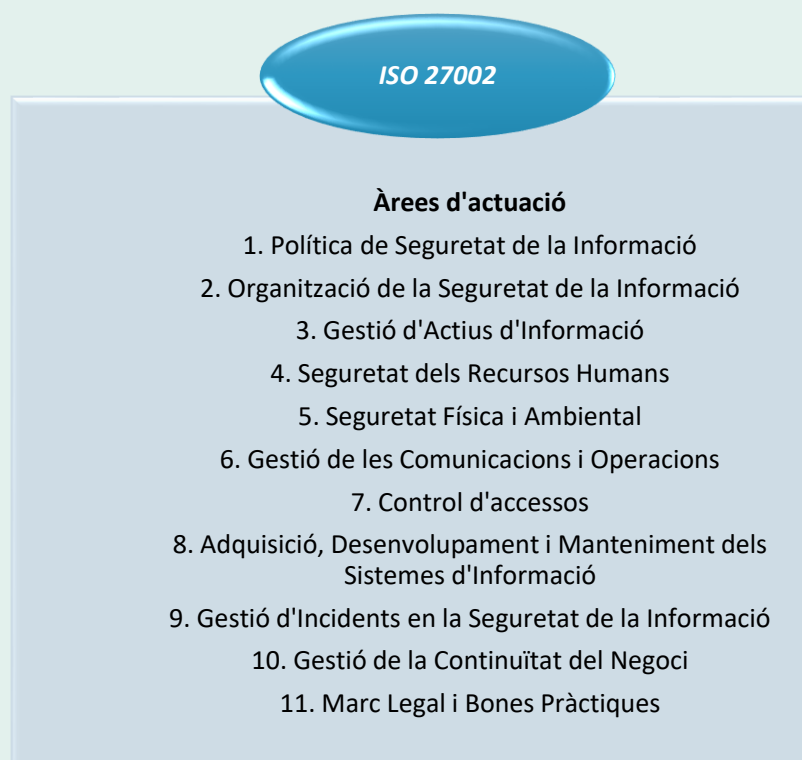 ISO 27002
Àrees d'actuació
1. Política de Seguretat de la Informació
2. Organització de la Seguretat de la Informació
3. Gestió d'Actius d'Informació
4. Seguretat dels Recursos Humans
5. Seguretat Física i Ambiental
6. Gestió de les Comunicacions i Operacions
7. Control d'accessos
8. Adquisició, Desenvolupament i Manteniment dels
Sistemes d'Informació
9. Gestió d'Incidents en la Seguretat de la Informació
10. Gestió de la Continuïtat del Negoci
11. Marc Legal i Bones Pràctiques